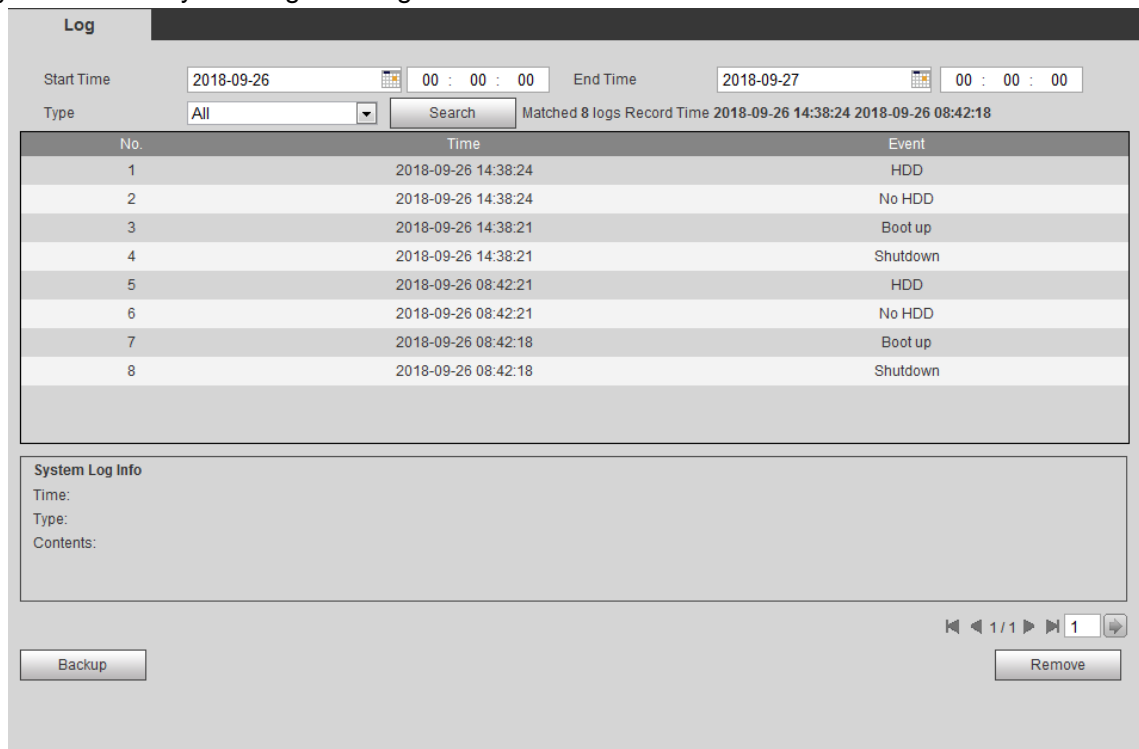 Log
Start Time 2018-09-26 00 : 00 : 00 End Time 2018-09-27 00 : 00 : 00
Type All Search Matched 8 logs Record Time 2018-09-26 14:38:24 2018-09-26 08:42:18
No. Time Event
1 2018-09-26 14:38:24 HDD
2 2018-09-26 14:38:24 No HDD
3 2018-09-26 14:38:21 Boot up
4 2018-09-26 14:38:21 Shutdown
5 2018-09-26 08:42:21 HDD
6 2018-09-26 08:42:21 No HDD
7 2018-09-26 08:42:18 Boot up
8 2018-09-26 08:42:18 Shutdown
System Log Info
Time:
Type:
Contents:
1 / 1 1
Backup Remove